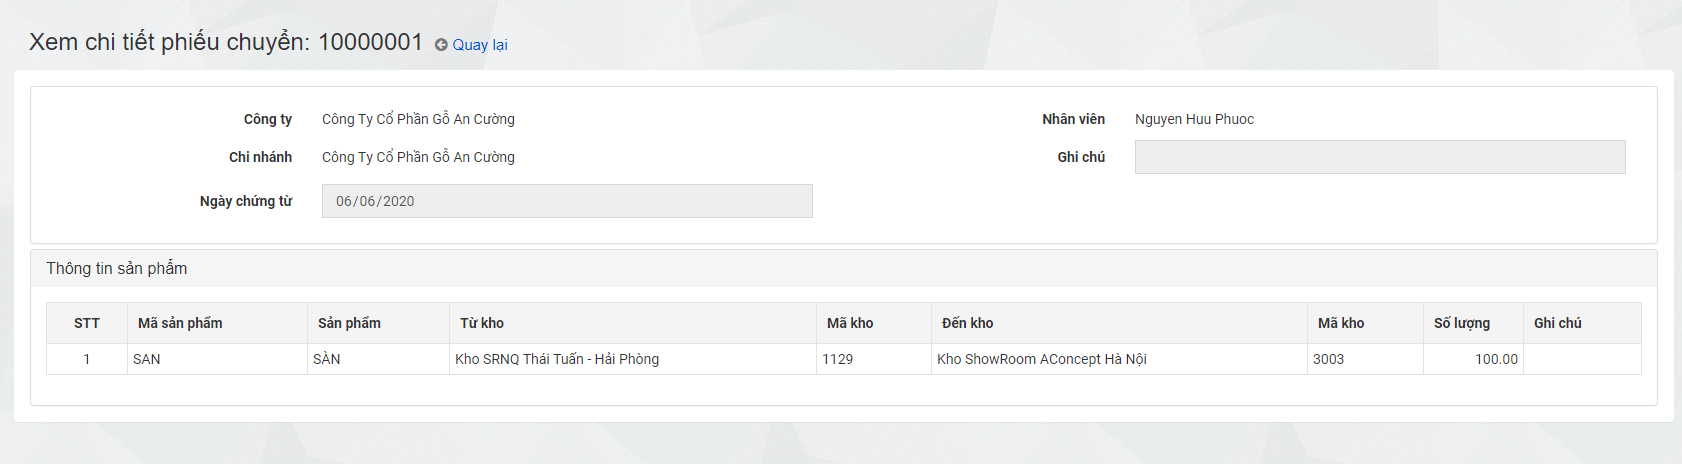 Xem chi tiết phiếu chuyển: 10000001 Quay lại
Công ty Công Ty Cổ Phần Gỗ An Cường Nhân viên Nguyen Huu Phuoc
Chi nhánh Công Ty Cổ Phần Gỗ An Cường Ghi chú
Ngày chứng từ 06/06/2020
Thông tin sản phẩm
STT Mã sản phẩm Sản phẩm Từ kho Mã kho Đến kho Mã kho Số lượng Ghi chú
1 SAN SÀN Kho SRNQ Thái Tuấn - Hải Phòng 1129 Kho ShowRoom AConcept Hà Nội 3003 100.00